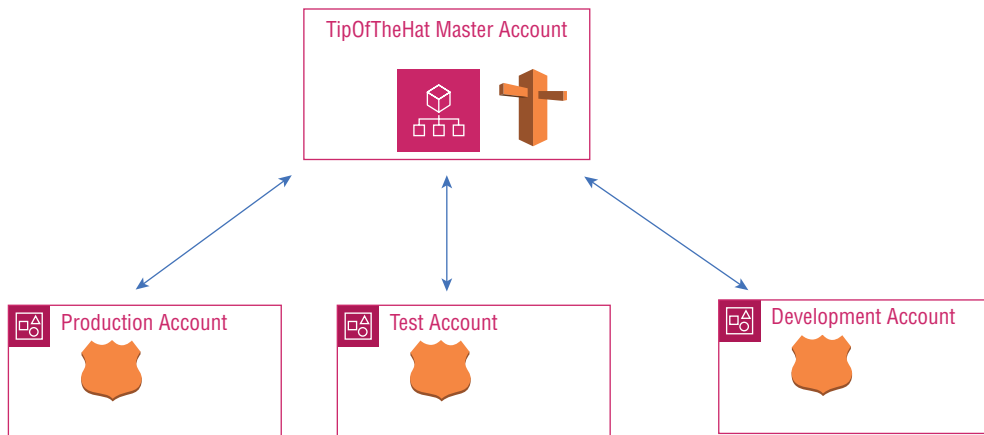 TipOfTheHat Master Account
Production Account
Test Account
Development Account